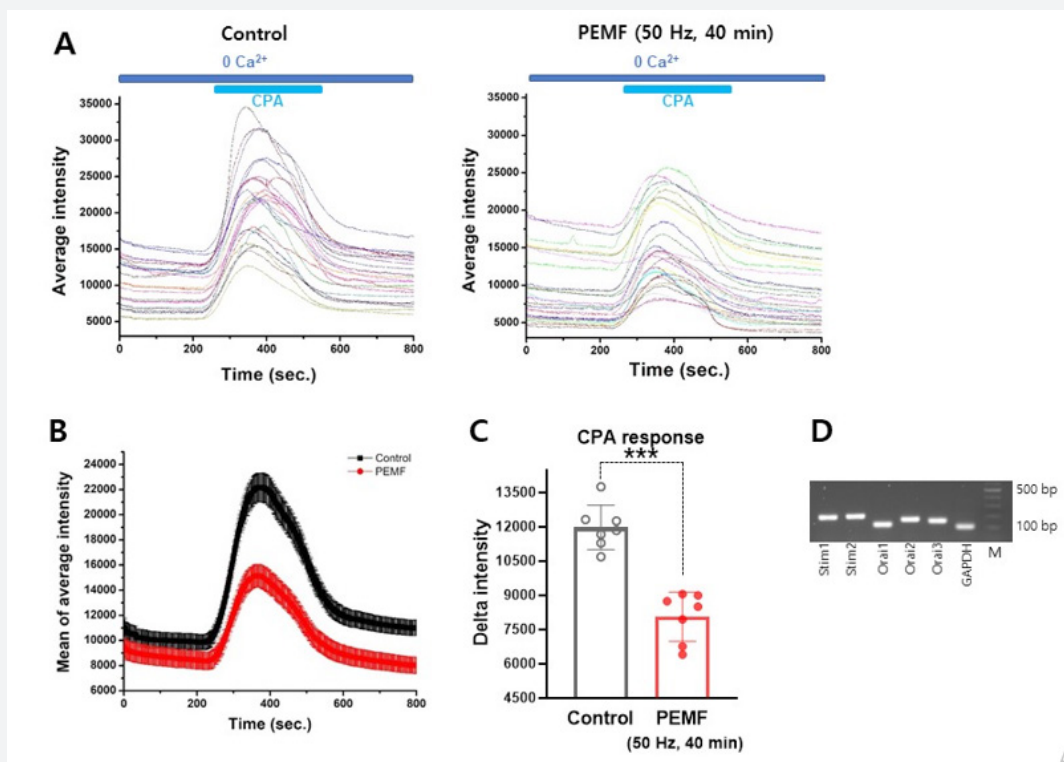 A
Control
0 Ca²⁺
CPA
35000
30000
25000
20000
15000
10000
5000
Average intensity
0
200
400
600
800
Time (sec.)
PEMF (50 Hz, 40 min)
0 Ca²⁺
CPA
35000
30000
25000
20000
15000
10000
5000
Average intensity
0
200
400
600
800
Time (sec.)
B
24000
22000
20000
18000
16000
14000
12000
10000
8000
6000
Mean of average intensity
Control
PEMF
0
200
400
600
800
Time (sec.)
C
CPA response
***
13500
12000
10500
9000
7500
6000
4500
Delta intensity
Control
PEMF
(50 Hz, 40 min)
D
500 bp
100 bp
Stim1
Stim2
Orai1
Orai2
Orai3
GAPDH
M